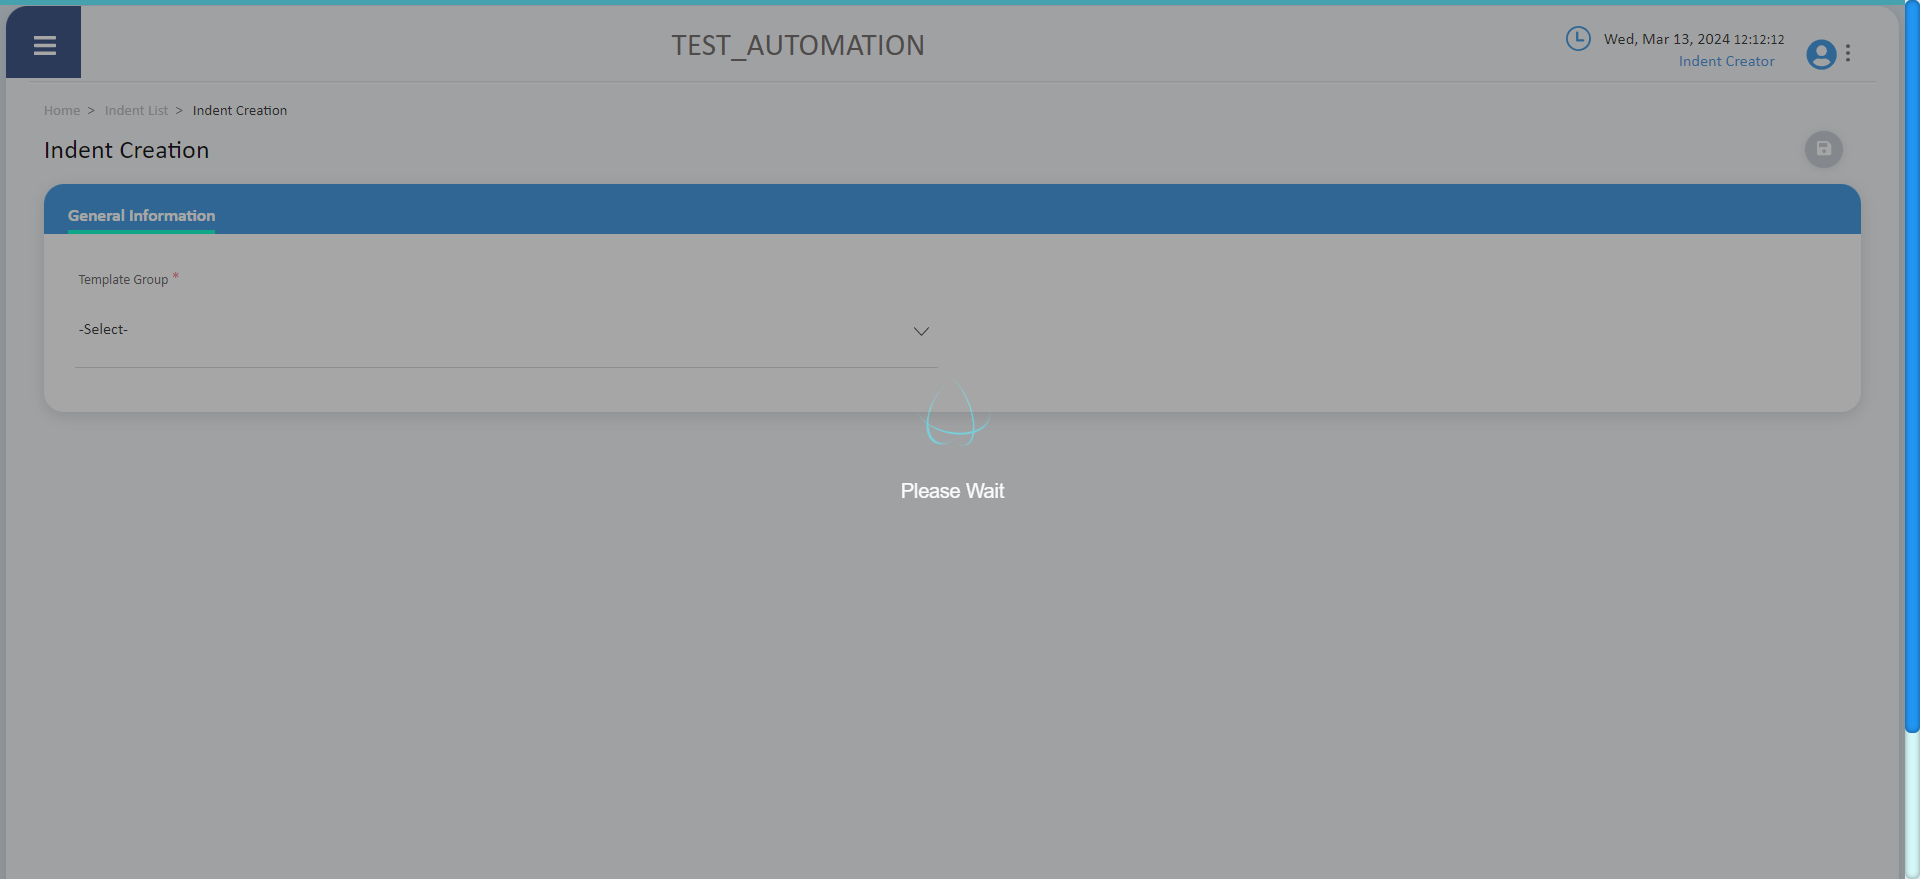 TEST_AUTOMATION
Wed, Mar 13, 2024 12:12:12
Indent Creator
Home > Indent List > Indent Creation
Indent Creation
General Information
Template Group *
-Select-
Please Wait